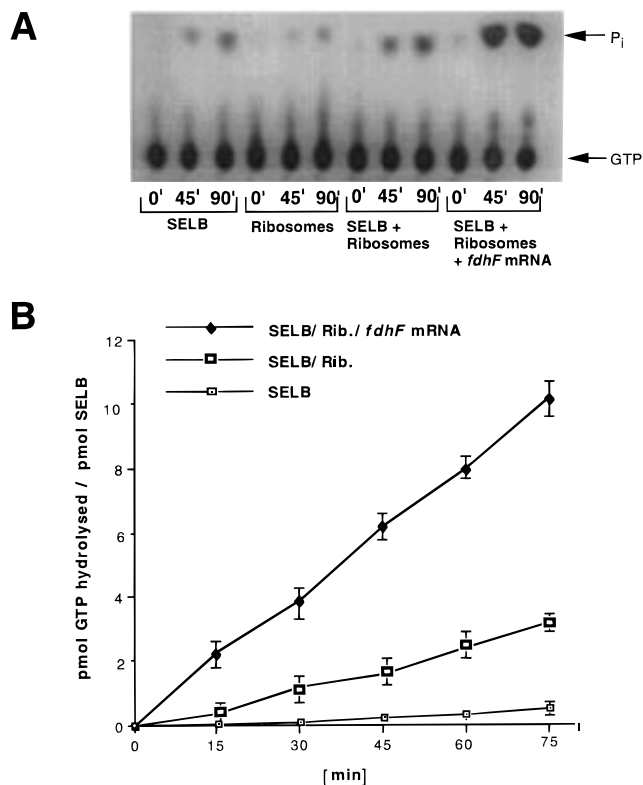 A
Pi
GTP
0' 45' 90' 0' 45' 90' 0' 45' 90' 0' 45' 90'
SELB
Ribosomes
SELB +
Ribosomes
SELB +
Ribosomes
+ fdhF mRNA
B
SELB/ Rib./ fdhF mRNA
SELB/ Rib.
SELB
pmol GTP hydrolysed / pmol SELB
12
10
8
6
4
2
0
0 15 30 45 60 75
[min]